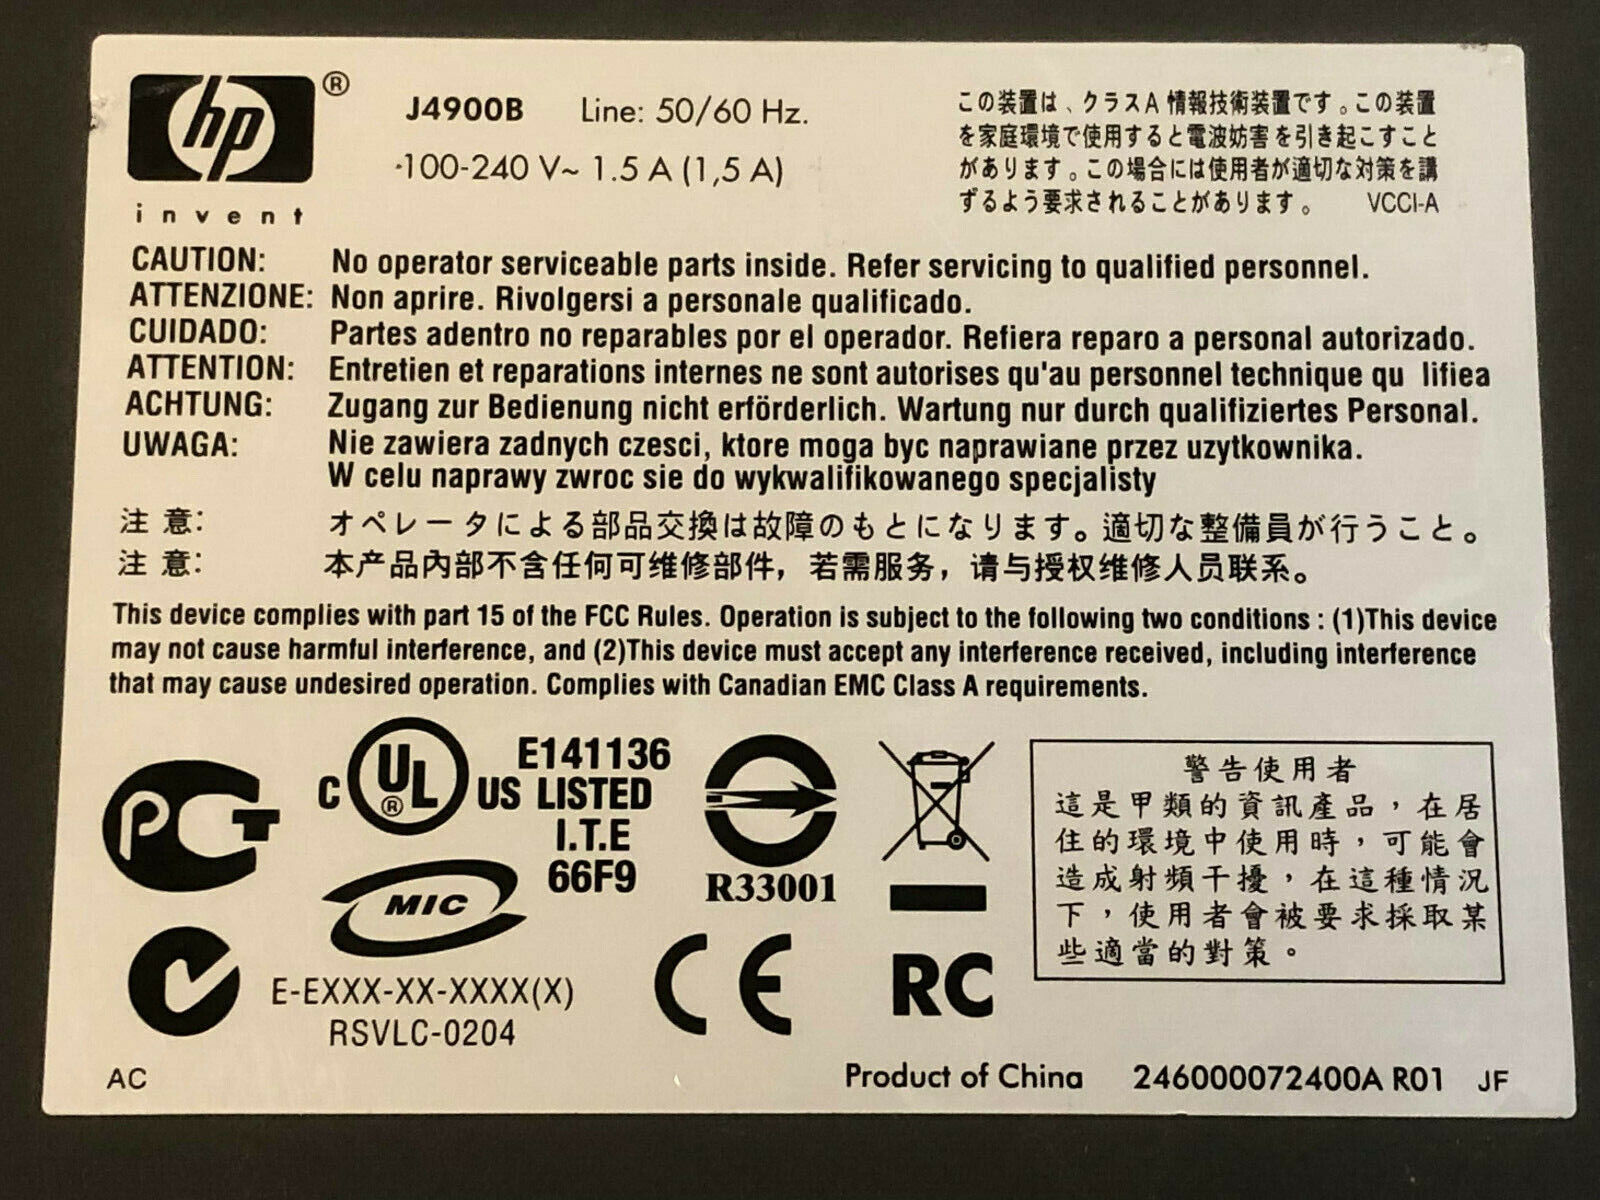 hp ®
invent
J4900B Line: 50/60 Hz.
100-240 V~ 1.5 A (1,5 A)
この装置は、クラスA 情報技術装置です。この装置
を家庭環境で使用すると電波妨害を引き起こすこと
があります。この場合には使用者が適切な対策を講
ずるよう要求されることがあります。 VCCI-A
CAUTION: No operator serviceable parts inside. Refer servicing to qualified personnel.
ATTENZIONE: Non aprire. Rivolgersi a personale qualificado.
CUIDADO: Partes adentro no reparables por el operador. Refiera reparo a personal autorizado.
ATTENTION: Entretien et reparations internes ne sont autorises qu'au personnel technique qu lifiea
ACHTUNG: Zugang zur Bedienung nicht erförderlich. Wartung nur durch qualifiziertes Personal.
UWAGA: Nie zawiera zadnych czesci, ktore moga byc naprawiane przez uzytkownika.
W celu naprawy zwroc sie do wykwalifikowanego specjalisty
注 意: オペレータによる部品交換は故障のもとになります。適切な整備員が行うこと。
注 意: 本产品内部不含任何可维修部件，若需服务，请与授权维修人员联系。
This device complies with part 15 of the FCC Rules. Operation is subject to the following two conditions : (1)This device
may not cause harmful interference, and (2)This device must accept any interference received, including interference
that may cause undesired operation. Complies with Canadian EMC Class A requirements.
PCT
C UL ® US LISTED
E141136
I.T.E
66F9
R33001
MIC
E-EXXX-XX-XXXX(X)
RSVLC-0204
CE
RC
警告使用者
這是甲類的資訊產品，在居
住的環境中使用時，可能會
造成射頻干擾，在這種情況
下，使用者會被要求採取某
些適當的對策。
AC
Product of China 246000072400A R01 JF